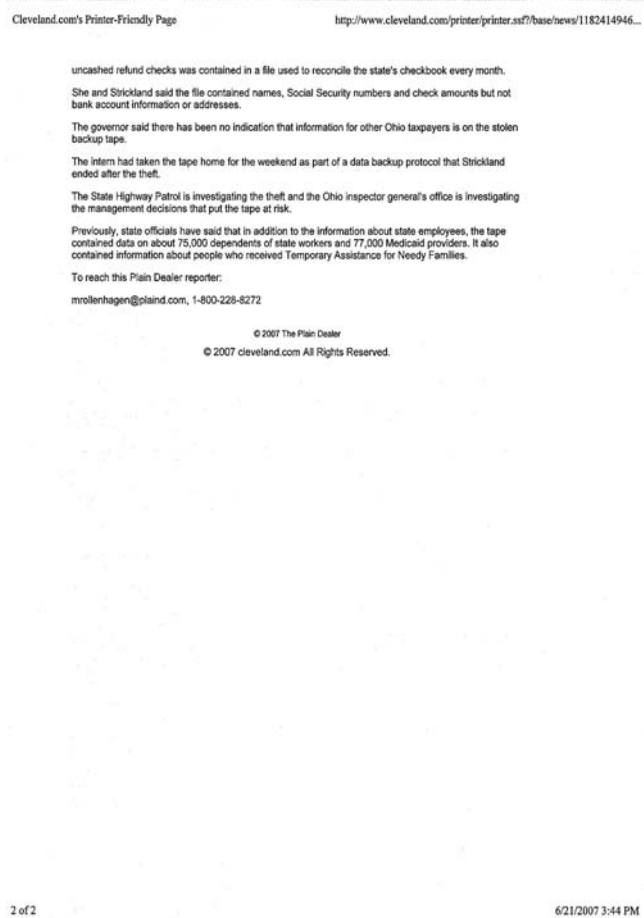 Cleveland.com's Printer-Friendly Page
http://www.cleveland.com/printer/printer.ssf?/base/news/1182414946...
uncashed refund checks was contained in a file used to reconcile the state's checkbook every month.
She and Strickland said the file contained names, Social Security numbers and check amounts but not
bank account information or addresses.
The governor said there has been no indication that information for other Ohio taxpayers is on the stolen
backup tape.
The intern had taken the tape home for the weekend as part of a data backup protocol that Strickland
ended after the theft.
The State Highway Patrol is investigating the theft and the Ohio inspector general's office is investigating
the management decisions that put the tape at risk.
Previously, state officials have said that in addition to the information about state employees, the tape
contained data on about 75,000 dependents of state workers and 77,000 Medicaid providers. It also
contained information about people who received Temporary Assistance for Needy Families.
To reach this Plain Dealer reporter:
mrollenhagen@plaind.com, 1-800-228-8272
© 2007 The Plain Dealer
© 2007 cleveland.com All Rights Reserved.
2 of 2
6/21/2007 3:44 PM